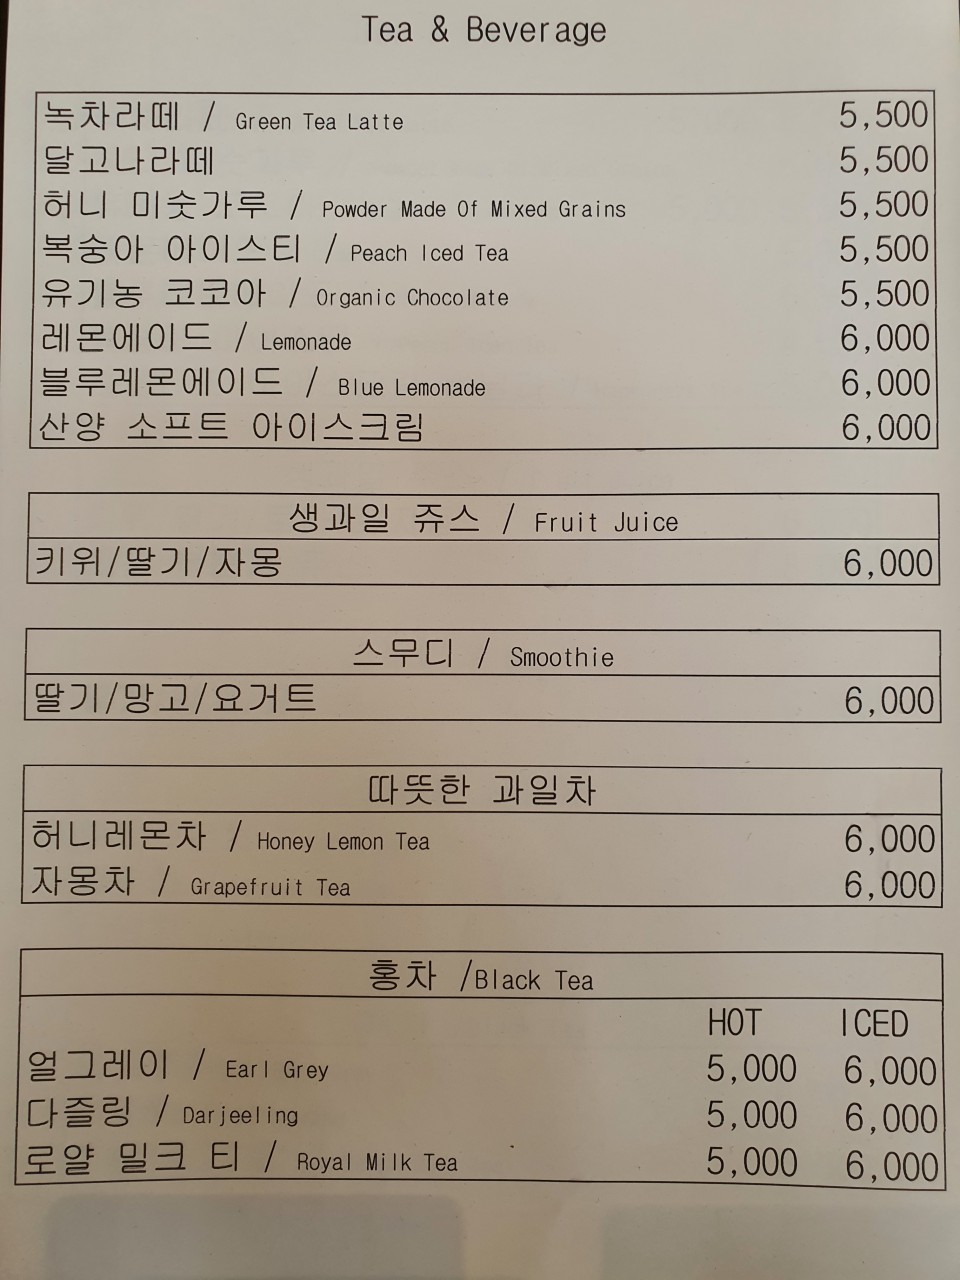 Tea & Beverage
녹차라떼 / Green Tea Latte 5,500
달고나라떼 5,500
허니 미숫가루 / Powder Made Of Mixed Grains 5,500
복숭아 아이스티 / Peach Iced Tea 5,500
유기농 코코아 / Organic Chocolate 5,500
레몬에이드 / Lemonade 6,000
블루레몬에이드 / Blue Lemonade 6,000
산양 소프트 아이스크림 6,000
생과일 쥬스 / Fruit Juice
키위/딸기/자몽 6,000
스무디 / Smoothie
딸기/망고/요거트 6,000
따뜻한 과일차
허니레몬차 / Honey Lemon Tea 6,000
자몽차 / Grapefruit Tea 6,000
홍차 /Black Tea
HOT ICED
얼그레이 / Earl Grey 5,000 6,000
다즐링 / Darjeeling 5,000 6,000
로얄 밀크 티 / Royal Milk Tea 5,000 6,000